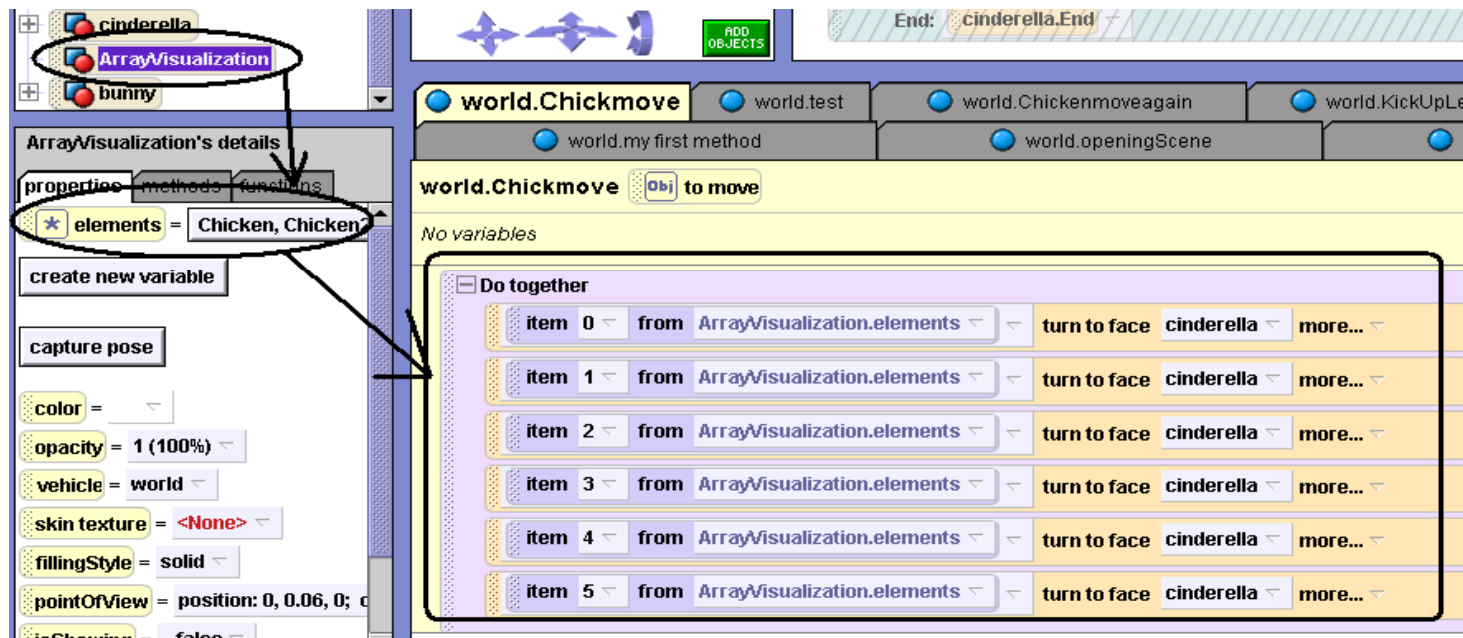 cinderella
ArrayVisualization
bunny
ADD OBJECTS
End: cinderella.End
ArrayVisualization's details
properties methods functions
* elements = Chicken, Chicken
create new variable
capture pose
color =
opacity = 1 (100%)
vehicle = world
skin texture = <None>
fillingStyle = solid
pointOfView = position: 0, 0.06, 0;
isShowing = false
world.Chickmove world.test world.Chickenmoveagain world.KickUpLe
world.my first method world.openingScene
world.Chickmove Obj to move
No variables
Do together
item 0 from ArrayVisualization.elements turn to face cinderella more...
item 1 from ArrayVisualization.elements turn to face cinderella more...
item 2 from ArrayVisualization.elements turn to face cinderella more...
item 3 from ArrayVisualization.elements turn to face cinderella more...
item 4 from ArrayVisualization.elements turn to face cinderella more...
item 5 from ArrayVisualization.elements turn to face cinderella more...